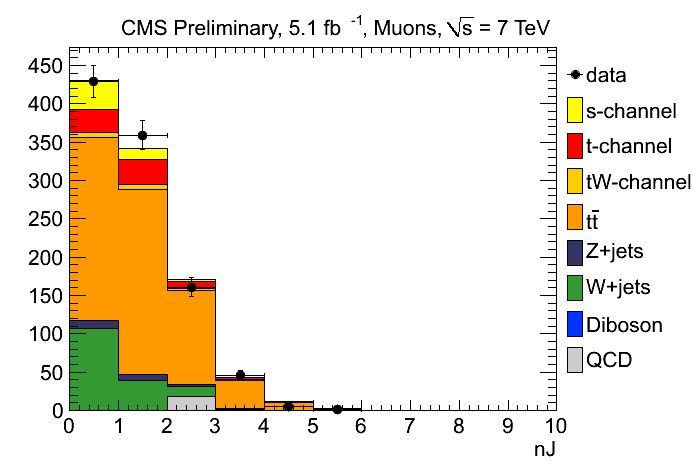 CMS Preliminary, 5.1 fb⁻¹, Muons, √s = 7 TeV
450
400
350
300
250
200
150
100
50
0
0 1 2 3 4 5 6 7 8 9 10
nJ
data
s-channel
t-channel
tW-channel
tt̄
Z+jets
W+jets
Diboson
QCD